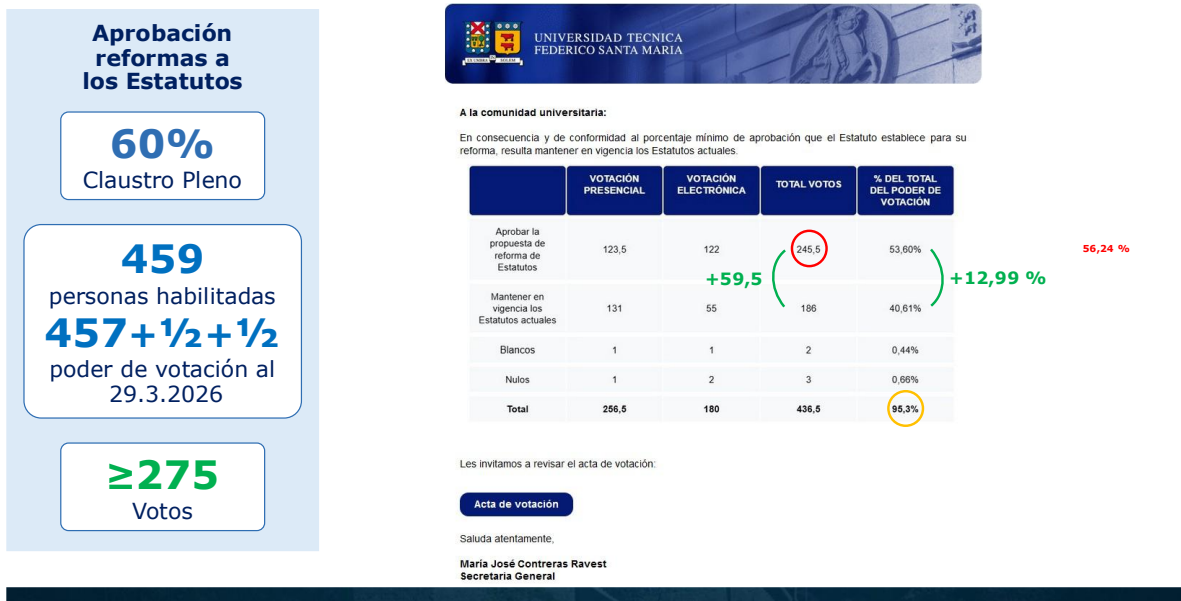 Aprobación
reformas a
los Estatutos
60%
Claustro Pleno
459
personas habilitadas
457+½+½
poder de votación al
29.3.2026
≥275
Votos
UNIVERSIDAD TECNICA
FEDERICO SANTA MARIA
EX UMBRA IN SOLEM
A la comunidad universitaria:
En consecuencia y de conformidad al porcentaje mínimo de aprobación que el Estatuto establece para su
reforma, resulta mantener en vigencia los Estatutos actuales.
VOTACIÓN PRESENCIAL VOTACIÓN ELECTRÓNICA TOTAL VOTOS % DEL TOTAL DEL PODER DE VOTACIÓN
Aprobar la propuesta de reforma de Estatutos 123,5 122 245,5 53,60% 56,24 %
+59,5 +12,99 %
Mantener en vigencia los Estatutos actuales 131 55 186 40,61%
Blancos 1 1 2 0,44%
Nulos 1 2 3 0,66%
Total 256,5 180 436,5 95,3%
Les invitamos a revisar el acta de votación:
Acta de votación
Saluda atentamente,
María José Contreras Ravest
Secretaria General